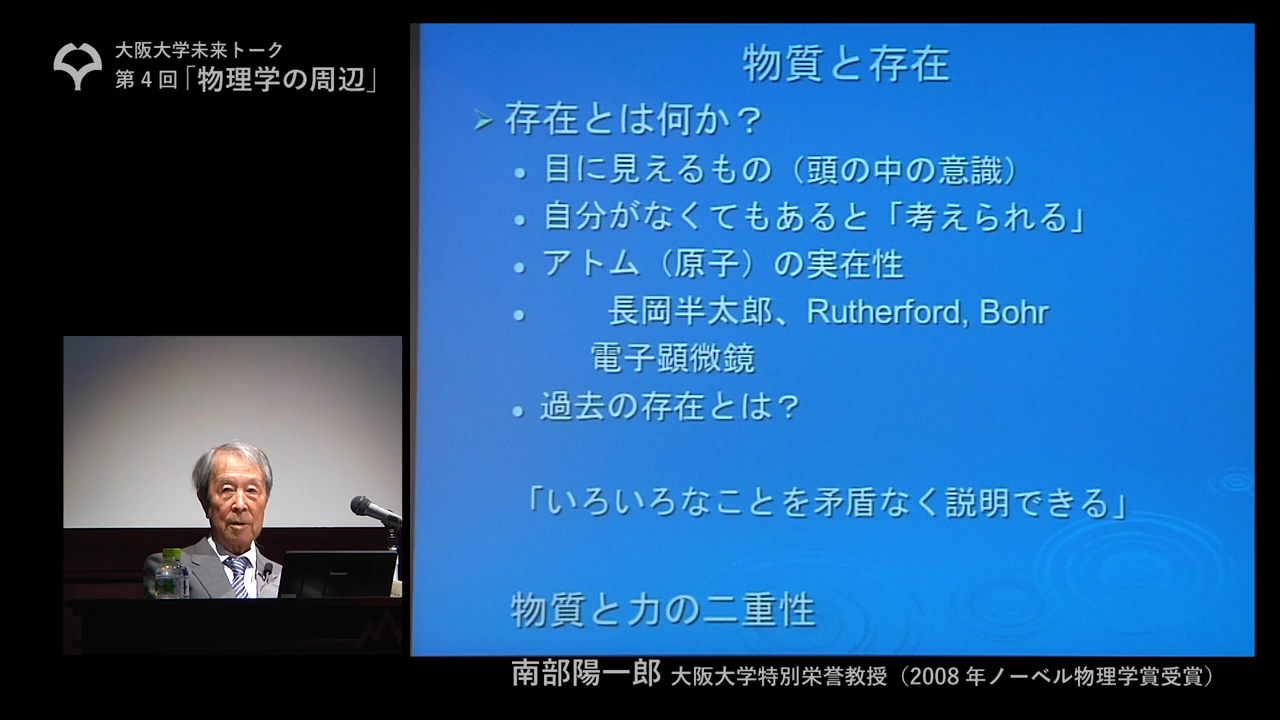 大阪大学未来トーク
第4回「物理学の周辺」
物質と存在
存在とは何か？
目に見えるもの（頭の中の意識）
自分がなくてもあると「考えられる」
アトム（原子）の実在性
長岡半太郎、Rutherford, Bohr
電子顕微鏡
過去の存在とは？
「いろいろなことを矛盾なく説明できる」
物質と力の二重性
南部陽一郎 大阪大学特別栄誉教授（2008年ノーベル物理学賞受賞）